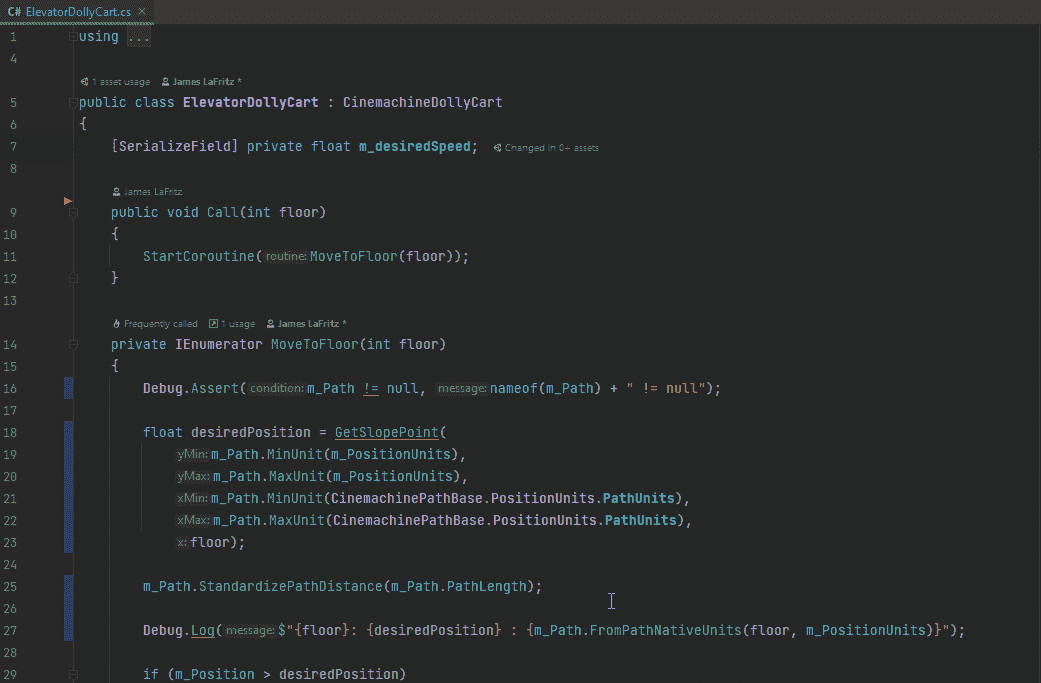 C# ElevatorDollyCart.cs ×
1 using ...
4
1 asset usage James LaFritz *
5 public class ElevatorDollyCart : CinemachineDollyCart
6 {
7 [SerializeField] private float m_desiredSpeed; Changed in 0+ assets
8
James LaFritz
9 public void Call(int floor)
10 {
11 StartCoroutine( routine: MoveToFloor(floor));
12 }
13
Frequently called 1 usage James LaFritz *
14 private IEnumerator MoveToFloor(int floor)
15 {
16 Debug.Assert( condition: m_Path != null, message: nameof(m_Path) + " != null");
17
18 float desiredPosition = GetSlopePoint(
19 yMin: m_Path.MinUnit(m_PositionUnits),
20 yMax: m_Path.MaxUnit(m_PositionUnits),
21 xMin: m_Path.MinUnit(CinemachinePathBase.PositionUnits.PathUnits),
22 xMax: m_Path.MaxUnit(CinemachinePathBase.PositionUnits.PathUnits),
23 x: floor);
24
25 m_Path.StandardizePathDistance(m_Path.PathLength);
26
27 Debug.Log( message: $"{floor}: {desiredPosition} : {m_Path.FromPathNativeUnits(floor, m_PositionUnits)}");
28
29 if (m_Position > desiredPosition)